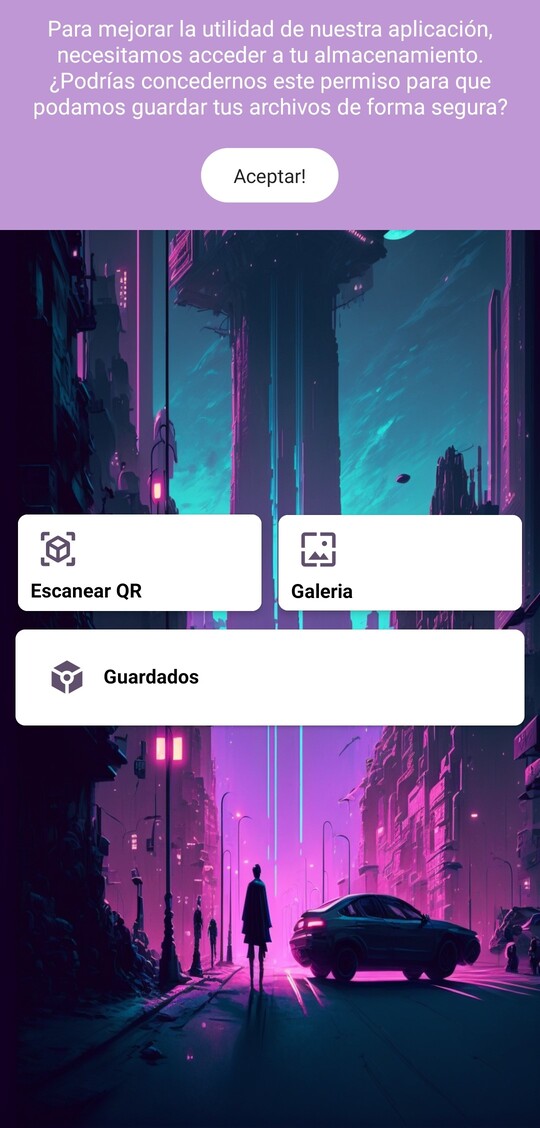 Para mejorar la utilidad de nuestra aplicación,
necesitamos acceder a tu almacenamiento.
¿Podrías concedernos este permiso para que
podamos guardar tus archivos de forma segura?
Aceptar!
Escanear QR
Galeria
Guardados